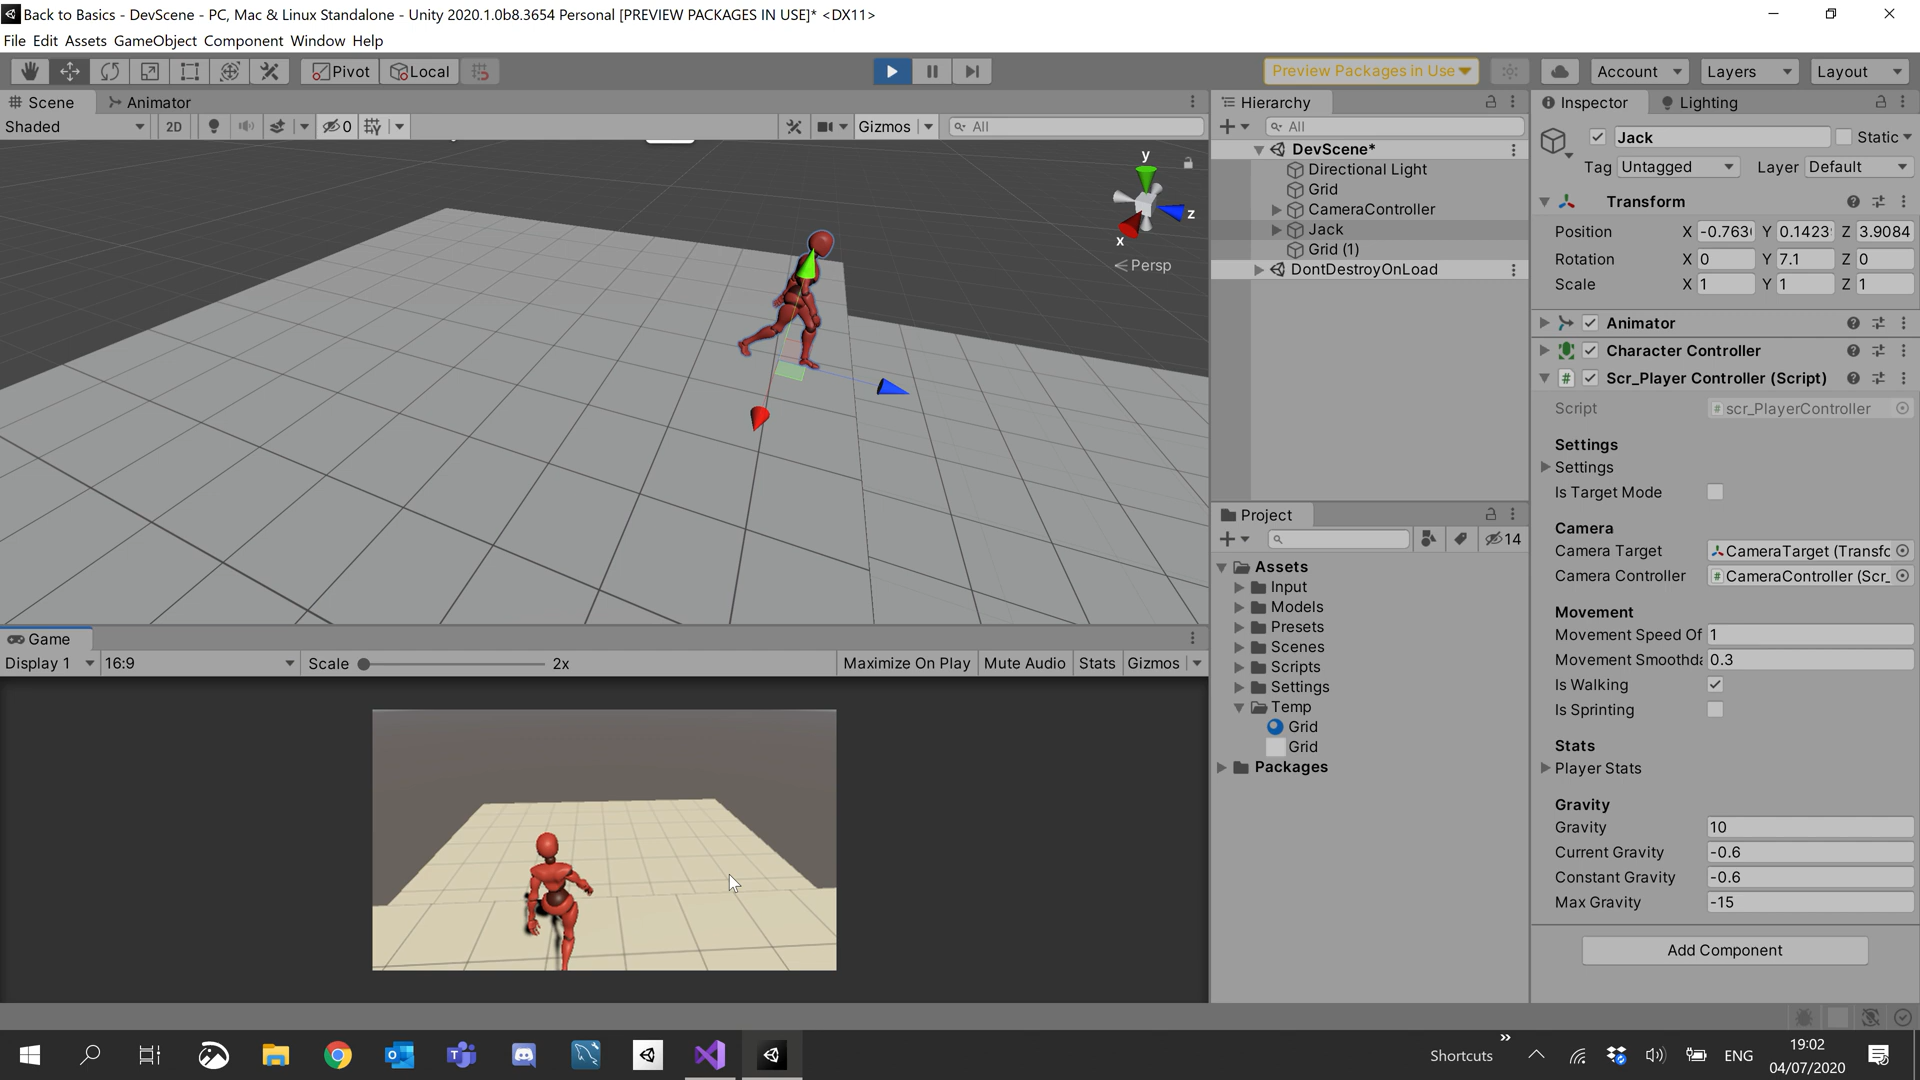 Back to Basics - DevScene - PC, Mac & Linux Standalone - Unity 2020.1.0b8.3654 Personal [PREVIEW PACKAGES IN USE]* <DX11>
File Edit Assets GameObject Component Window Help
Pivot Local Preview Packages in Use Account Layers Layout
Scene Animator
Shaded 2D 0 Gizmos All
y
z
x
Persp
Game
Display 1 16:9 Scale 2x Maximize On Play Mute Audio Stats Gizmos
Hierarchy
All
DevScene*
Directional Light
Grid
CameraController
Jack
Grid (1)
DontDestroyOnLoad
Project
14
Assets
Input
Models
Presets
Scenes
Scripts
Settings
Temp
Grid
Grid
Packages
Inspector Lighting
Jack Static
Tag Untagged Layer Default
Transform
Position X -0.763 Y 0.1423 Z 3.9084
Rotation X 0 Y 7.1 Z 0
Scale X 1 Y 1 Z 1
Animator
Character Controller
# Scr_Player Controller (Script)
Script # scr_PlayerController
Settings
Settings
Is Target Mode
Camera
Camera Target CameraTarget (Transfo
Camera Controller # CameraController (Scr_
Movement
Movement Speed Of 1
Movement Smoothda 0.3
Is Walking
Is Sprinting
Stats
Player Stats
Gravity
Gravity 10
Current Gravity -0.6
Constant Gravity -0.6
Max Gravity -15
Add Component
Shortcuts » ENG 19:02
04/07/2020